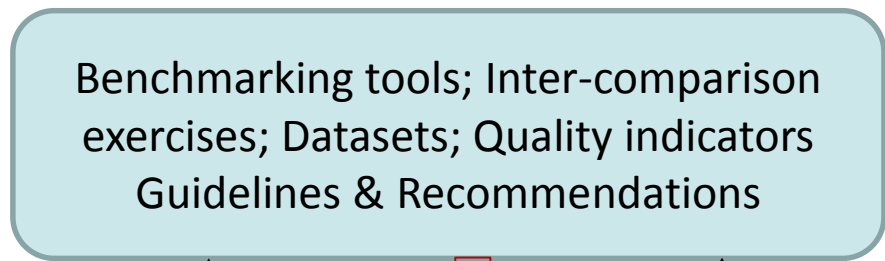 Benchmarking tools; Inter-comparison
exercises; Datasets; Quality indicators
Guidelines & Recommendations